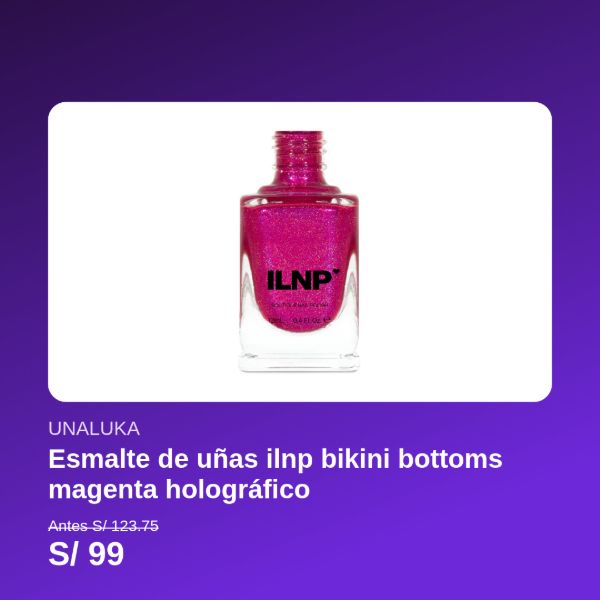 ILNP
UNALUKA
Esmalte de uñas ilnp bikini bottoms
magenta holográfico
Antes S/ 123.75
S/ 99